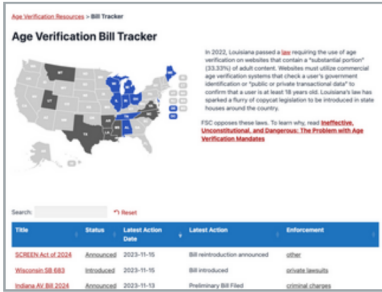 Age Verification Resources > Bill Tracker
Age Verification Bill Tracker
In 2022, Louisiana passed a law requiring the use of age
verification on websites that contain a "substantial portion"
(33.33%) of adult content. Websites must utilize commercial
age verification systems that check a user's government
identification or "public or private transactional data" to
confirm that a user is at least 18 years old. Louisiana's law has
sparked a flurry of copycat legislation to be introduced in state
houses around the country.
FSC opposes these laws. To learn why, read Ineffective,
Unconstitutional, and Dangerous: The Problem with Age
Verification Mandates
Search: Reset
Title Status Latest Action Date Latest Action Enforcement
SCREEN Act of 2024 Announced 2023-11-15 Bill reintroduction announced other
Wisconsin SB 683 Introduced 2023-11-15 Bill introduced private lawsuits
Indiana AV Bill 2024 Announced 2023-11-13 Preliminary Bill Filed criminal charges